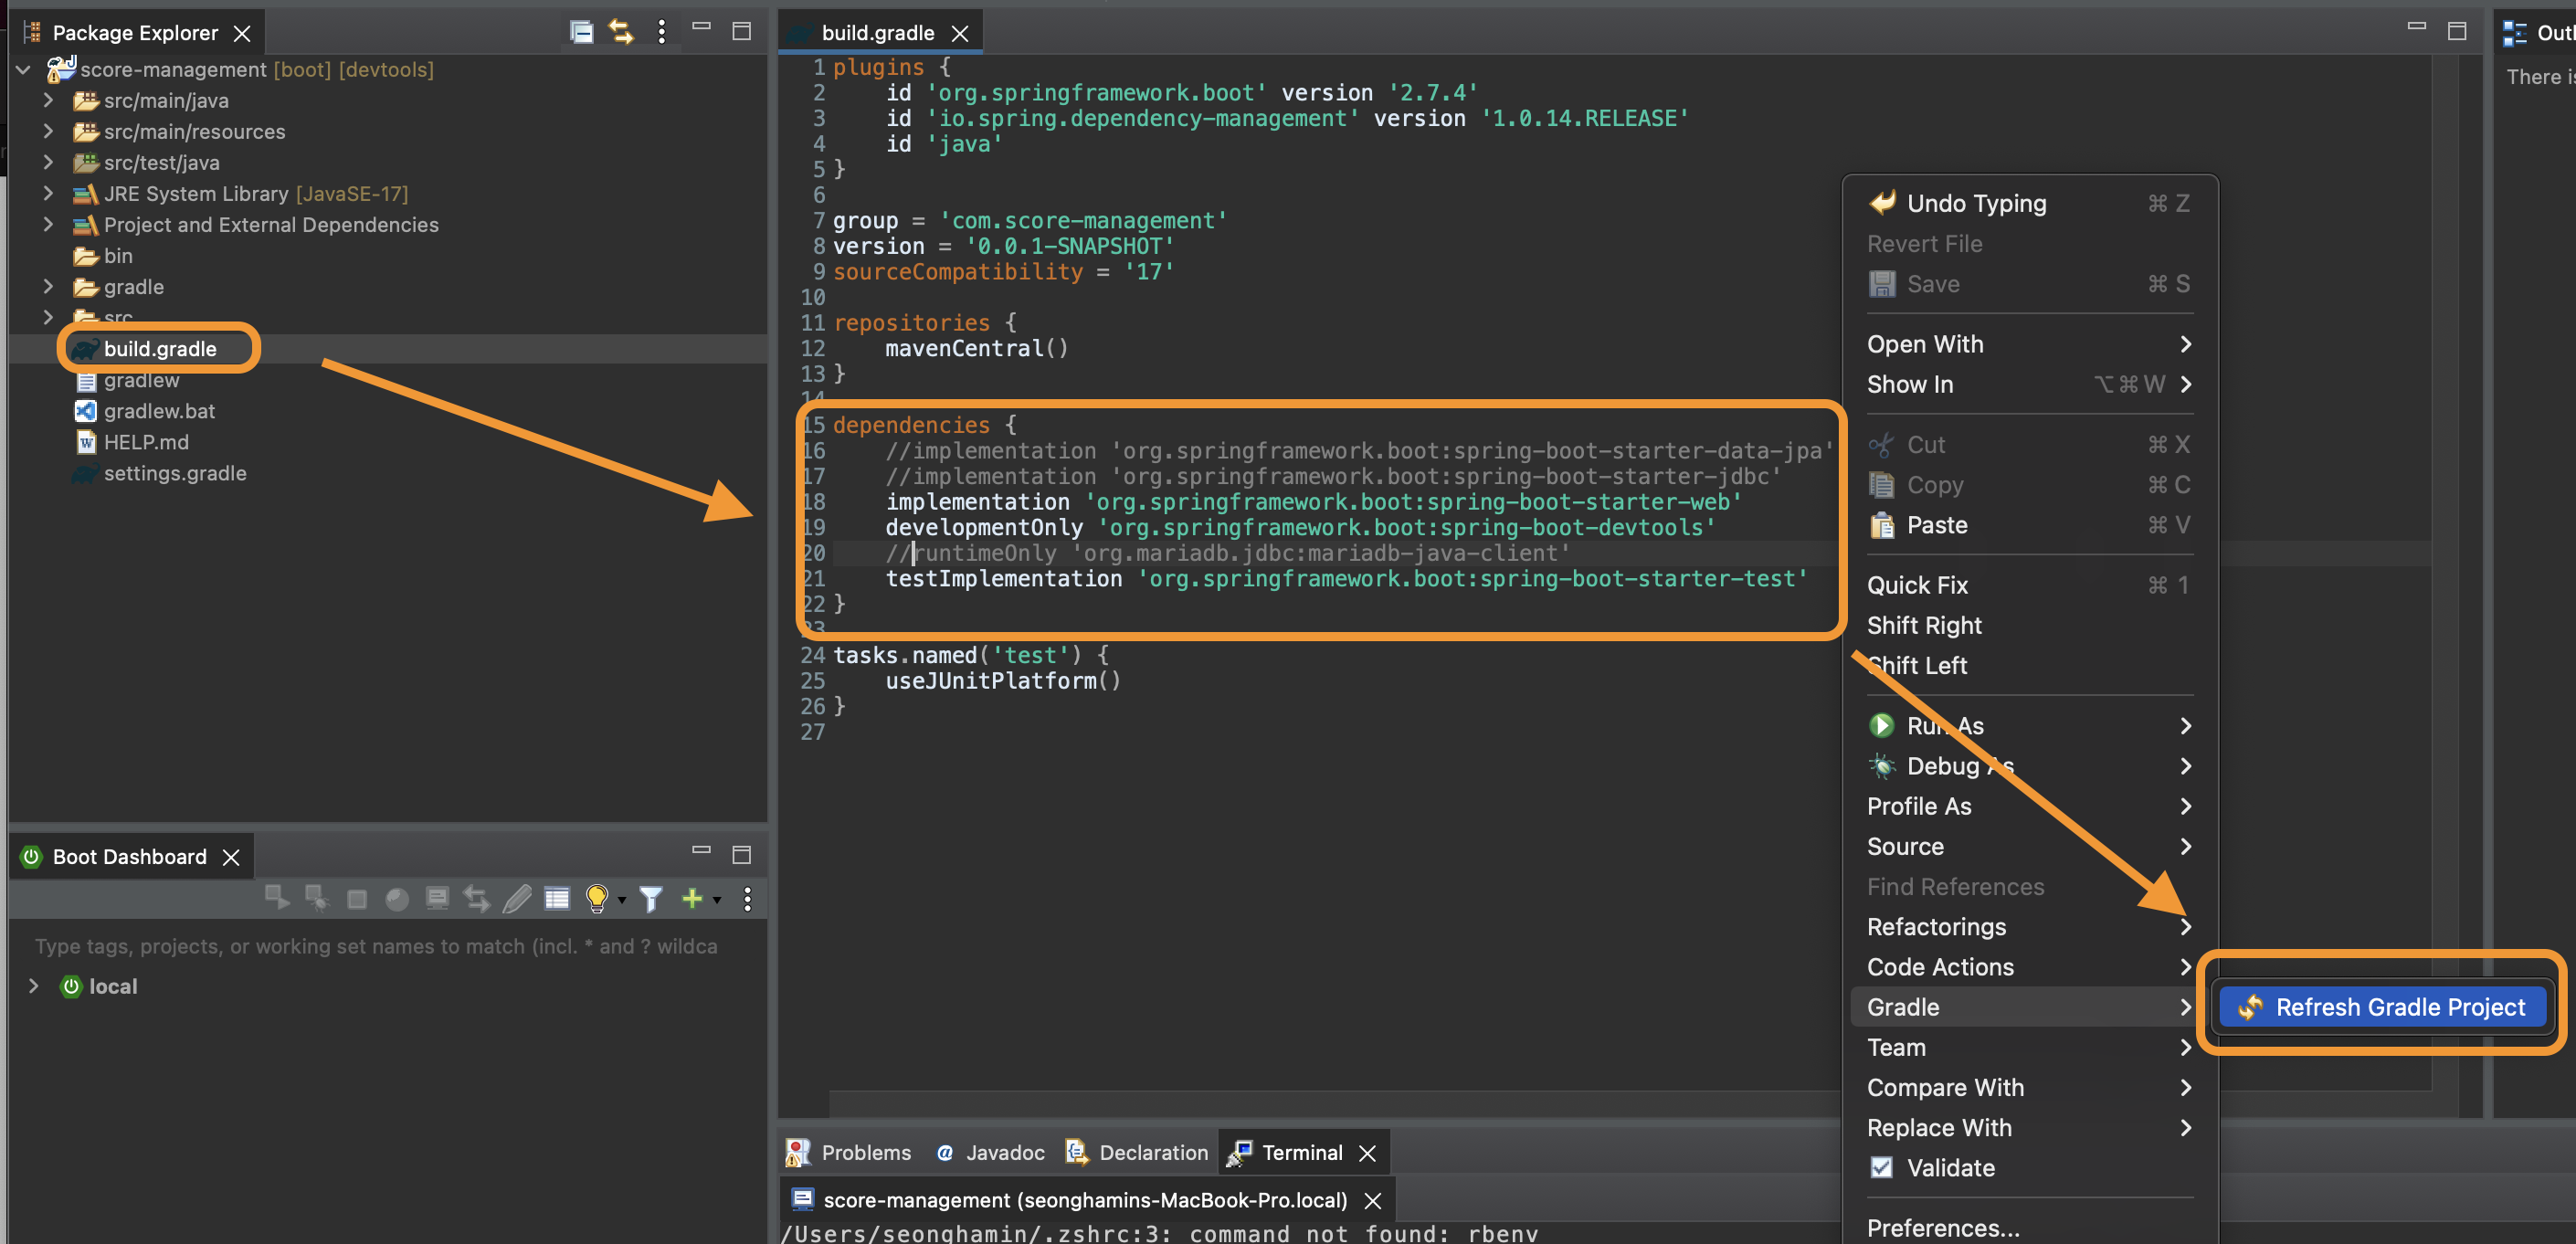 Package Explorer
score-management [boot] [devtools]
src/main/java
src/main/resources
src/test/java
JRE System Library [JavaSE-17]
Project and External Dependencies
bin
gradle
src
build.gradle
gradlew
gradlew.bat
HELP.md
settings.gradle
Boot Dashboard
Type tags, projects, or working set names to match (incl. * and ? wildca
local
build.gradle
1 plugins {
2     id 'org.springframework.boot' version '2.7.4'
3     id 'io.spring.dependency-management' version '1.0.14.RELEASE'
4     id 'java'
5 }
6
7 group = 'com.score-management'
8 version = '0.0.1-SNAPSHOT'
9 sourceCompatibility = '17'
10
11 repositories {
12     mavenCentral()
13 }
14
15 dependencies {
16     //implementation 'org.springframework.boot:spring-boot-starter-data-jpa'
17     //implementation 'org.springframework.boot:spring-boot-starter-jdbc'
18     implementation 'org.springframework.boot:spring-boot-starter-web'
19     developmentOnly 'org.springframework.boot:spring-boot-devtools'
20     //runtimeOnly 'org.mariadb.jdbc:mariadb-java-client'
21     testImplementation 'org.springframework.boot:spring-boot-starter-test'
22 }
23
24 tasks.named('test') {
25     useJUnitPlatform()
26 }
27
Undo Typing ⌘ Z
Revert File
Save ⌘ S
Open With
Show In ⌥⌘W
Cut ⌘ X
Copy ⌘ C
Paste ⌘ V
Quick Fix ⌘ 1
Shift Right
Shift Left
Run As
Debug As
Profile As
Source
Find References
Refactorings
Code Actions
Gradle
Refresh Gradle Project
Team
Compare With
Replace With
Validate
Preferences...
There
Problems @ Javadoc Declaration Terminal
score-management (seonghamins-MacBook-Pro.local)
/Users/seonghamin/.zshrc:3: command not found: rbenv